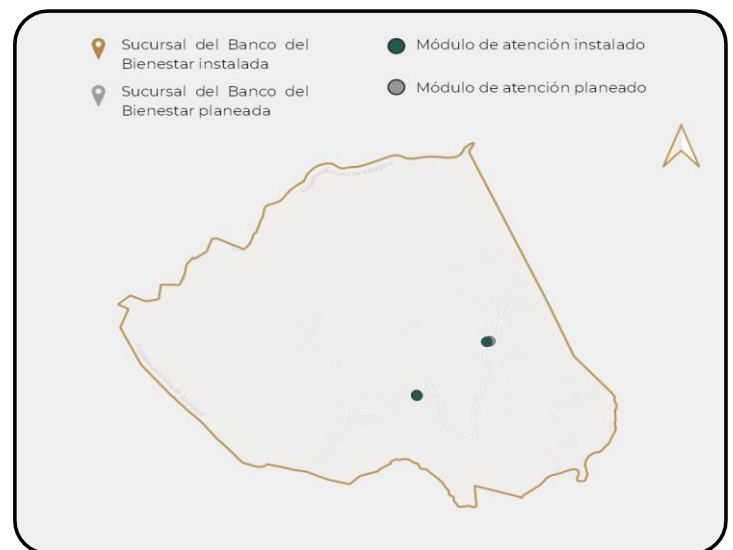 Sucursal del Banco del
Bienestar instalada
Sucursal del Banco del
Bienestar planeada
Módulo de atención instalado
Módulo de atención planeado